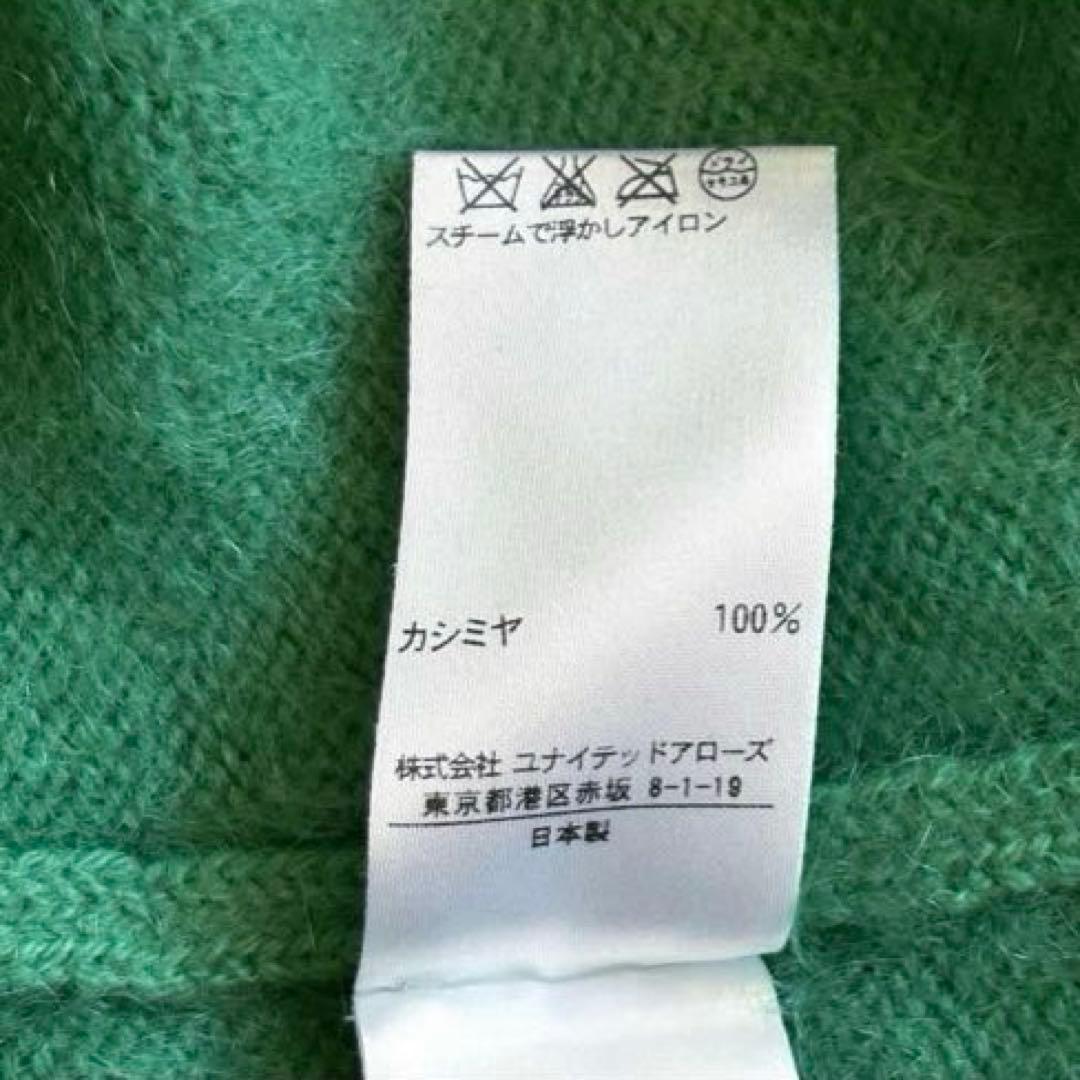 スチームで浮かしアイロン
カシミヤ 100%
株式会社 ユナイテッドアローズ
東京都港区赤坂 8-1-19
日本製